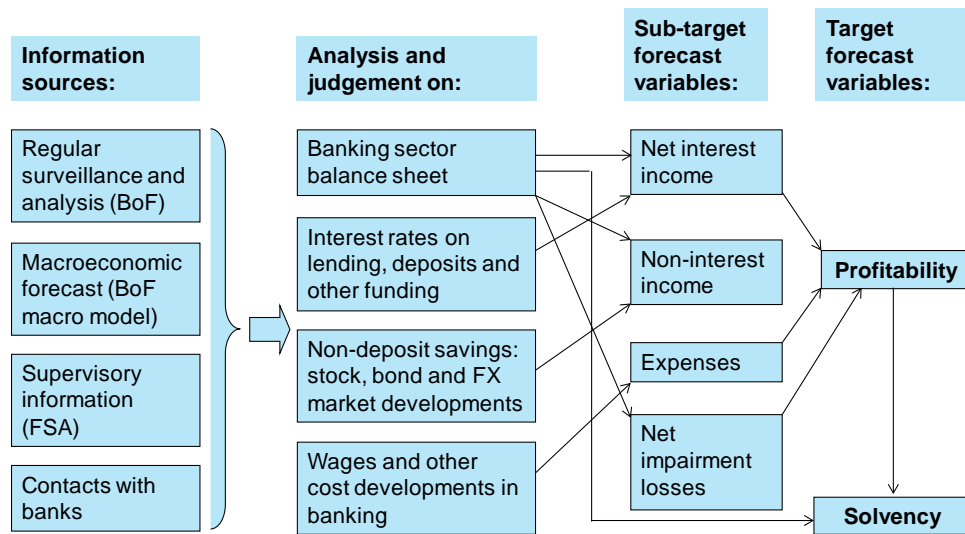 Information
sources:
Analysis and
judgement on:
Sub-target
forecast
variables:
Target
forecast
variables:
Regular
surveillance and
analysis (BoF)
Macroeconomic
forecast (BoF
macro model)
Supervisory
information
(FSA)
Contacts with
banks
Banking sector
balance sheet
Interest rates on
lending, deposits and
other funding
Non-deposit savings:
stock, bond and FX
market developments
Wages and other
cost developments in
banking
Net interest
income
Non-interest
income
Expenses
Net
impairment
losses
Profitability
Solvency